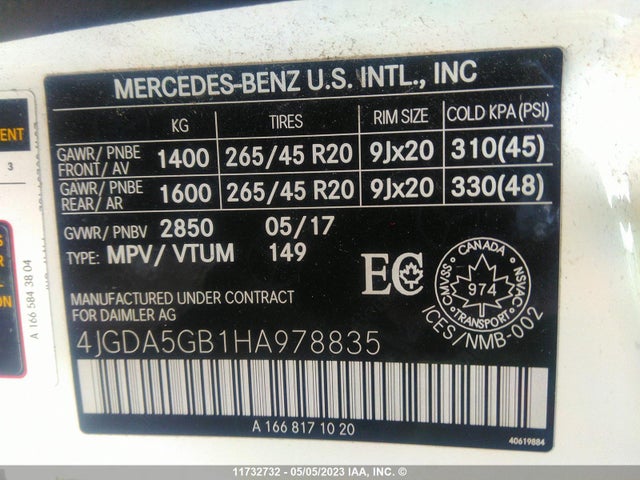 MERCEDES-BENZ U.S. INTL., INC
KG TIRES RIM SIZE COLD KPA (PSI)
GAWR/ PNBE FRONT/ AV 1400 265/45 R20 9Jx20 310(45)
GAWR/ PNBE REAR/ AR 1600 265/45 R20 9Jx20 330(48)
GVWR/ PNBV 2850 05/17
TYPE: MPV/ VTUM 149
EC
CANADA
CMVSS NSVAC
974
TRANSPORT
ICES/NMB-002
MANUFACTURED UNDER CONTRACT
FOR DAIMLER AG
4JGDA5GB1HA978835
A 166 817 10 20
40619884
A 166 584 38 04
3
11732732 - 05/05/2023 IAA, INC. ©